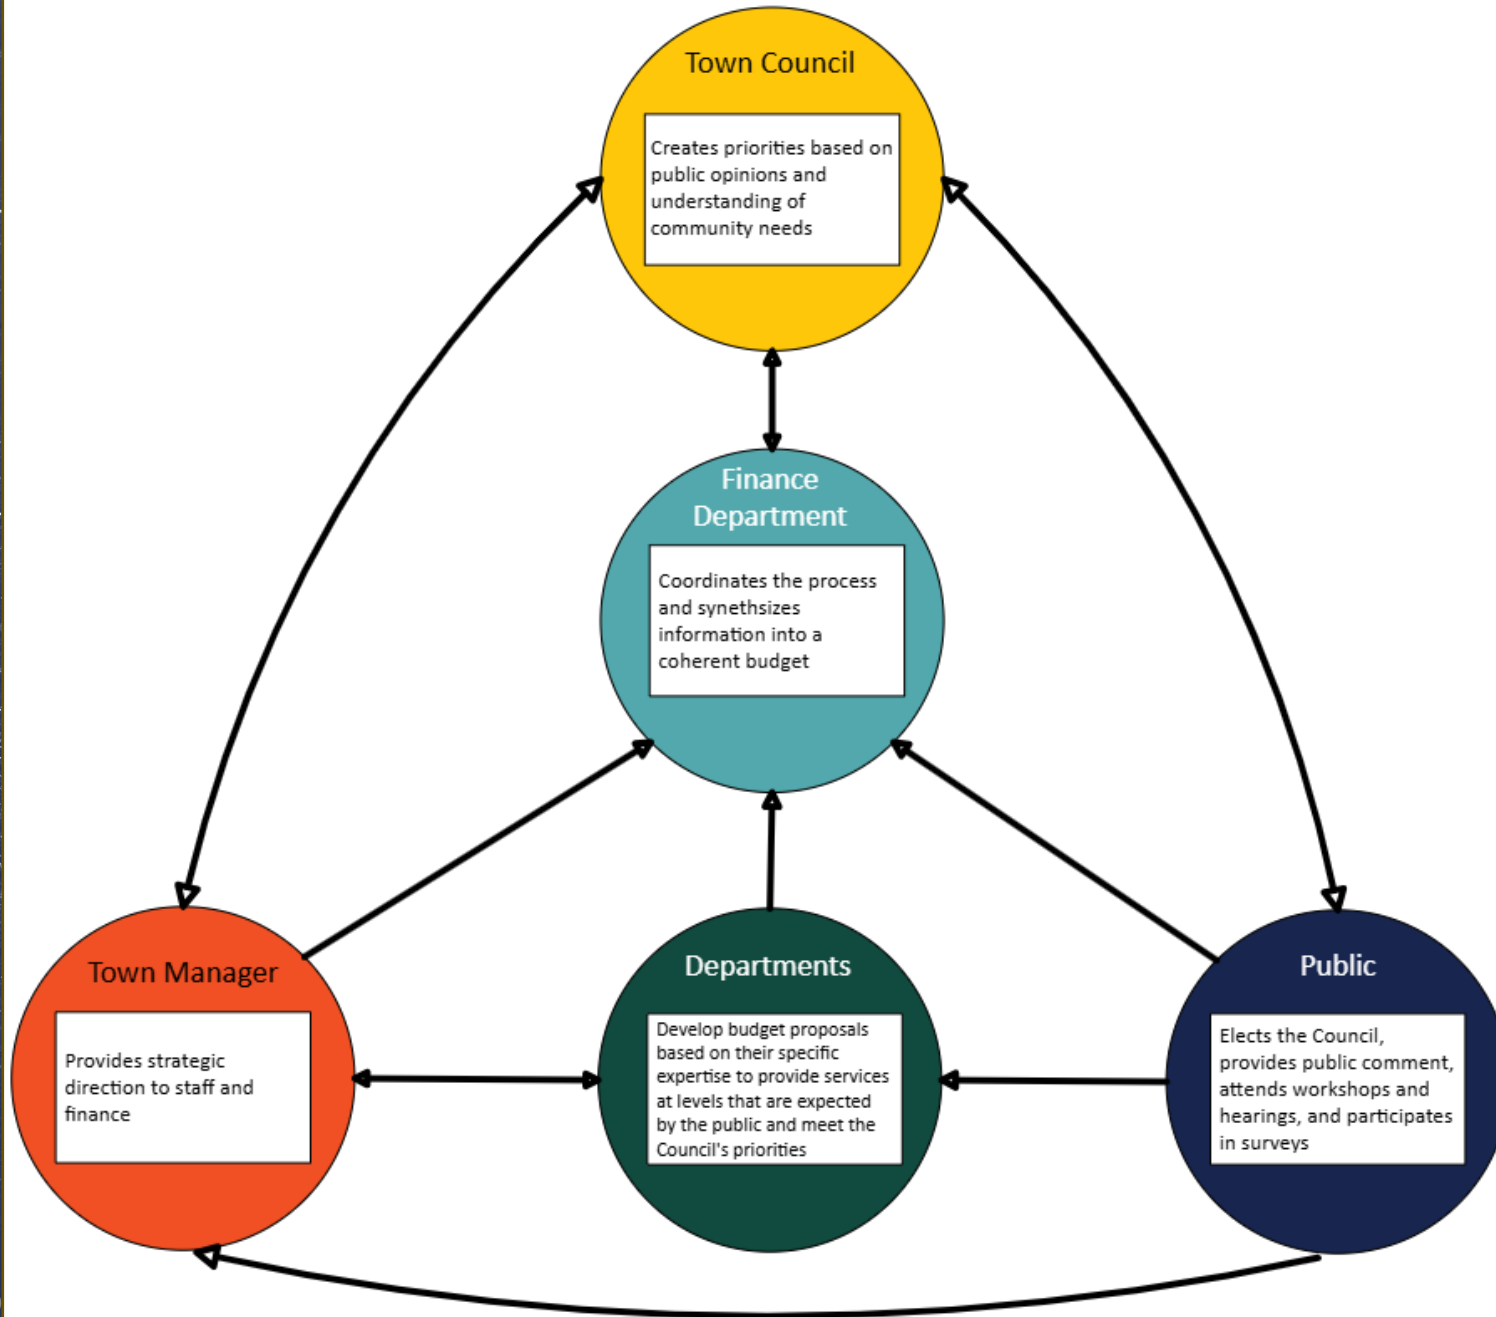 Town Council
Creates priorities based on
public opinions and
understanding of
community needs
Finance
Department
Coordinates the process
and synethsizes
information into a
coherent budget
Town Manager
Provides strategic
direction to staff and
finance
Departments
Develop budget proposals
based on their specific
expertise to provide services
at levels that are expected
by the public and meet the
Council's priorities
Public
Elects the Council,
provides public comment,
attends workshops and
hearings, and participates
in surveys